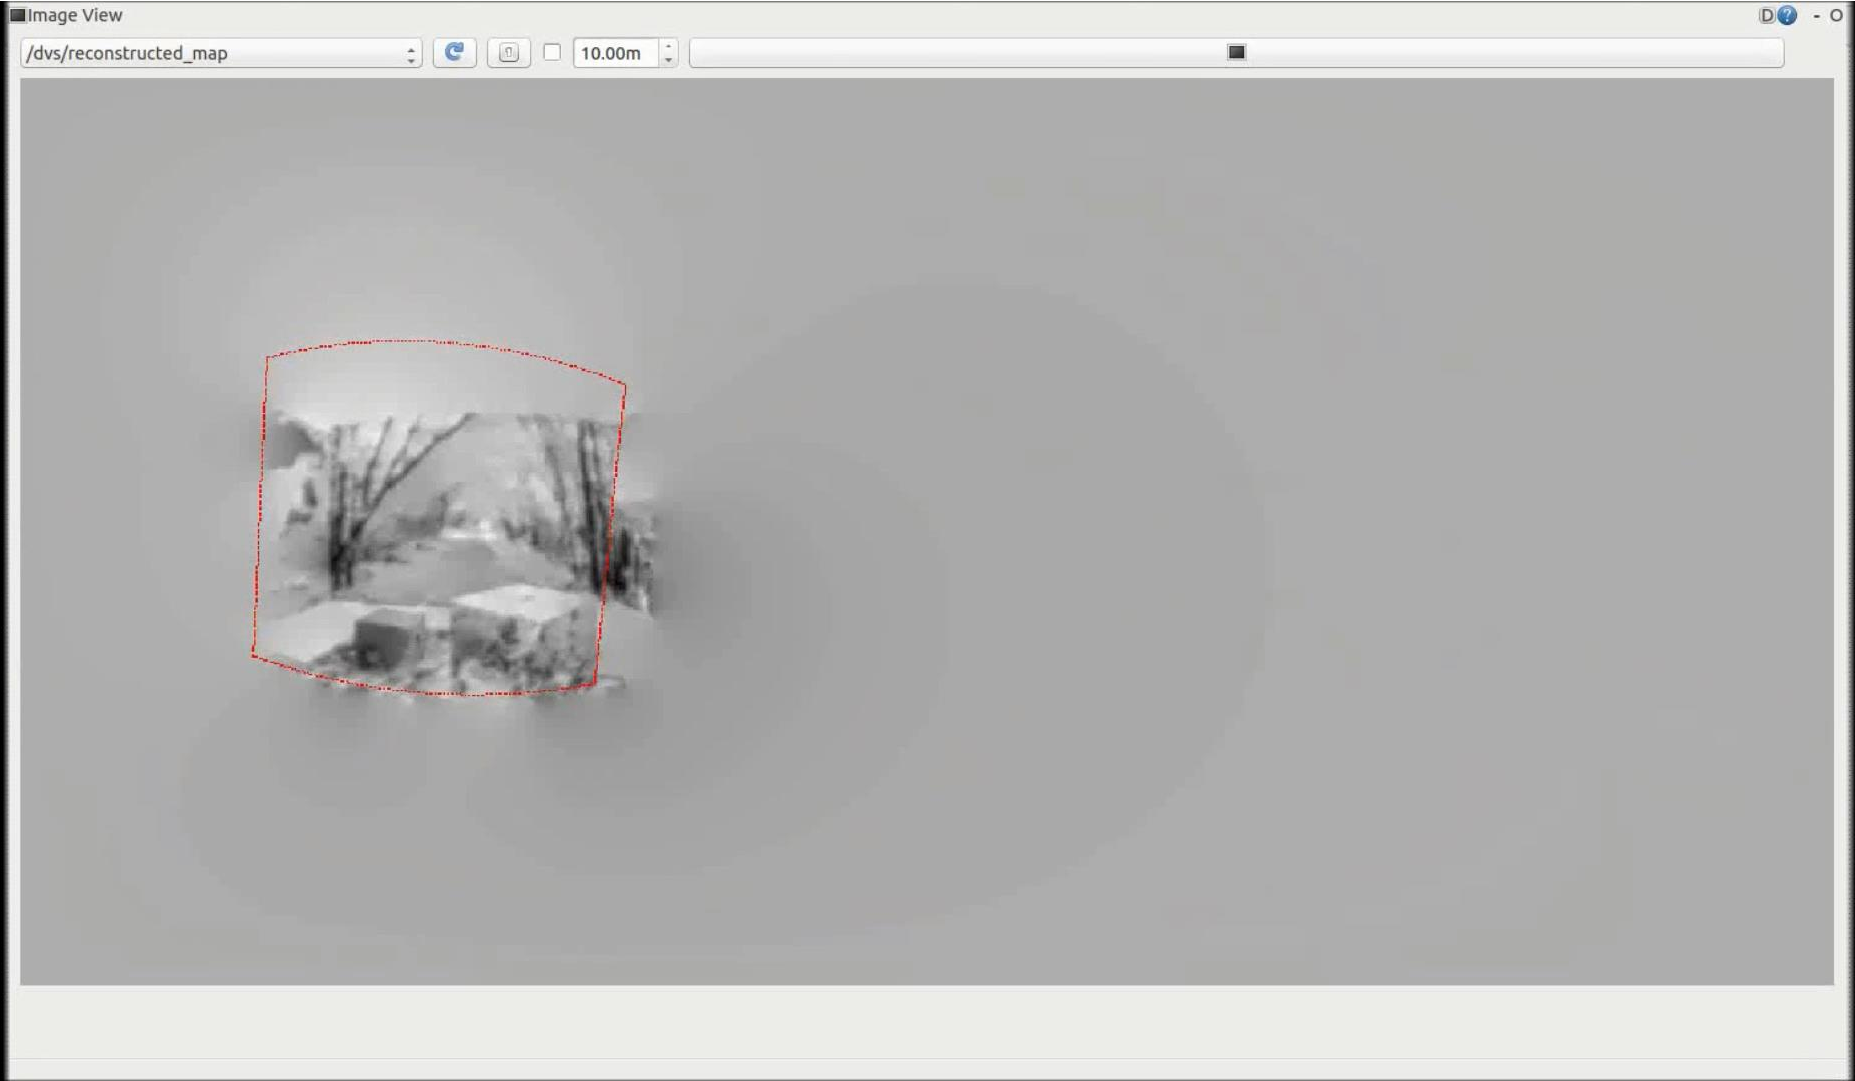 Image View
D ? - O
/dvs/reconstructed_map
10.00m